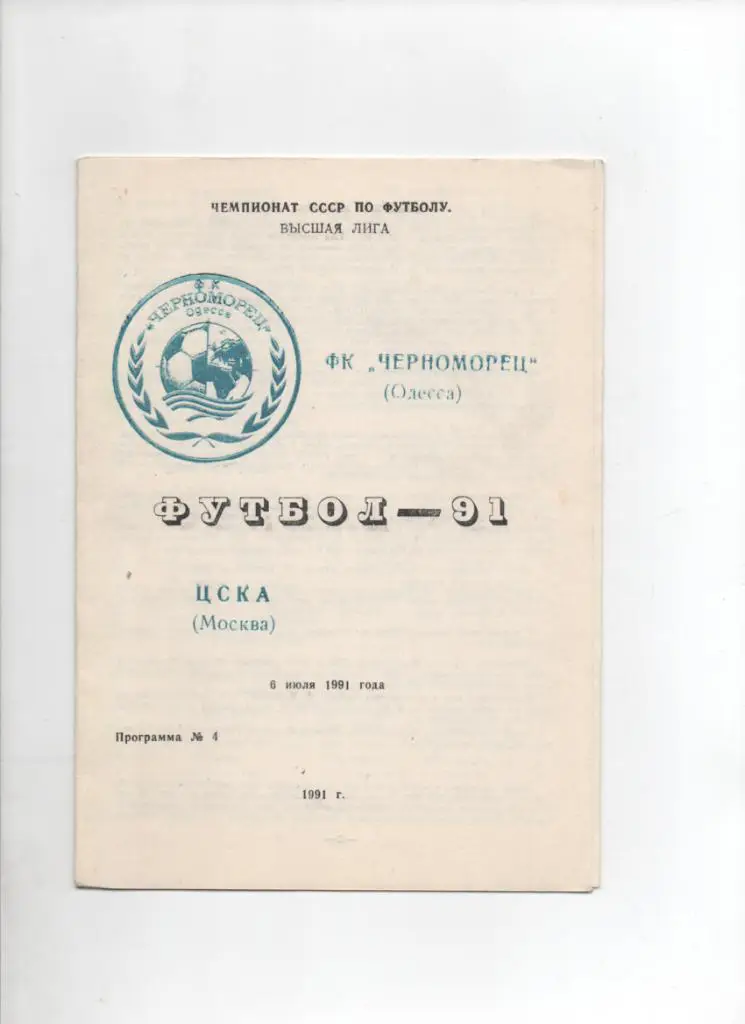 ЧЕМПИОНАТ СССР ПО ФУТБОЛУ.
ВЫСШАЯ ЛИГА
ФК
„ЧЕРНОМОРЕЦ"
Одесса
ФК „ЧЕРНОМОРЕЦ"
(Одесса)
ФУТБОЛ—91
ЦСКА
(Москва)
6 июля 1991 года
Программа № 4
1991 г.